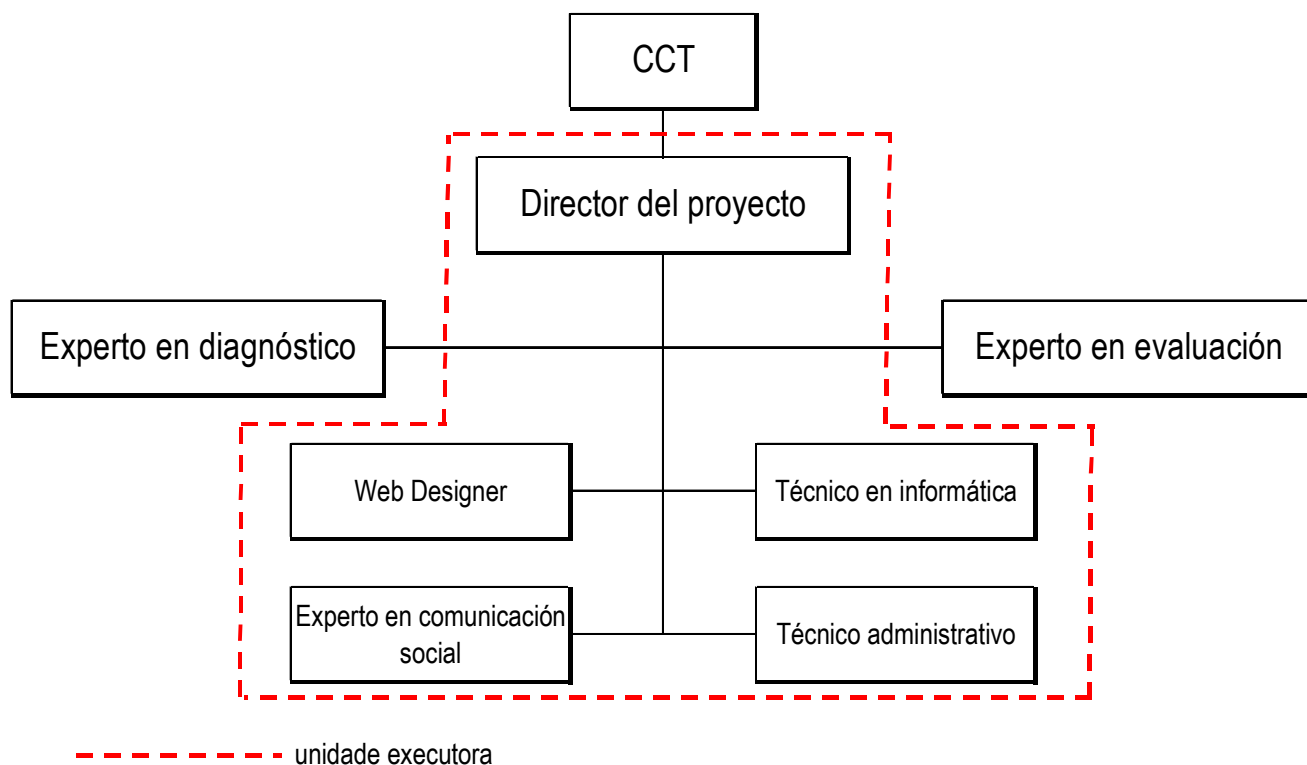 CCT
Director del proyecto
Experto en diagnóstico
Experto en evaluación
Web Designer
Técnico en informática
Experto en comunicación
social
Técnico administrativo
unidade executora